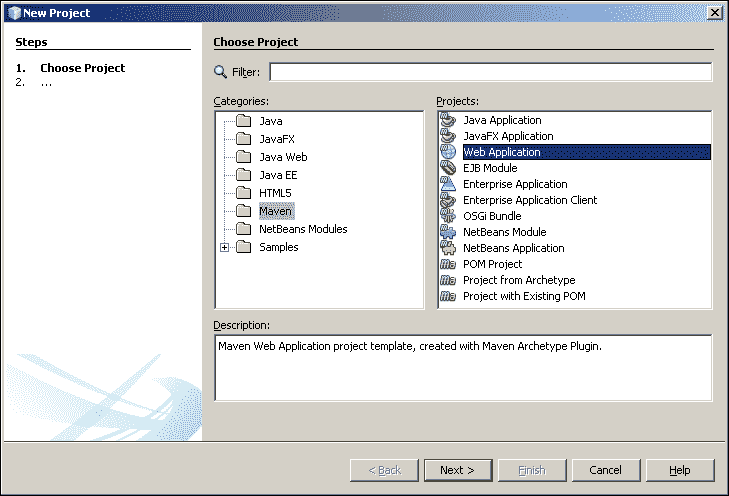 New Project
Steps
1. Choose Project
2. ...
Choose Project
Filter:
Categories:
Java
JavaFX
Java Web
Java EE
HTML5
Maven
NetBeans Modules
Samples
Projects:
Java Application
JavaFX Application
Web Application
EJB Module
Enterprise Application
Enterprise Application Client
OSGi Bundle
NetBeans Module
NetBeans Application
POM Project
Project from Archetype
Project with Existing POM
Description:
Maven Web Application project template, created with Maven Archetype Plugin.
< Back
Next >
Finish
Cancel
Help